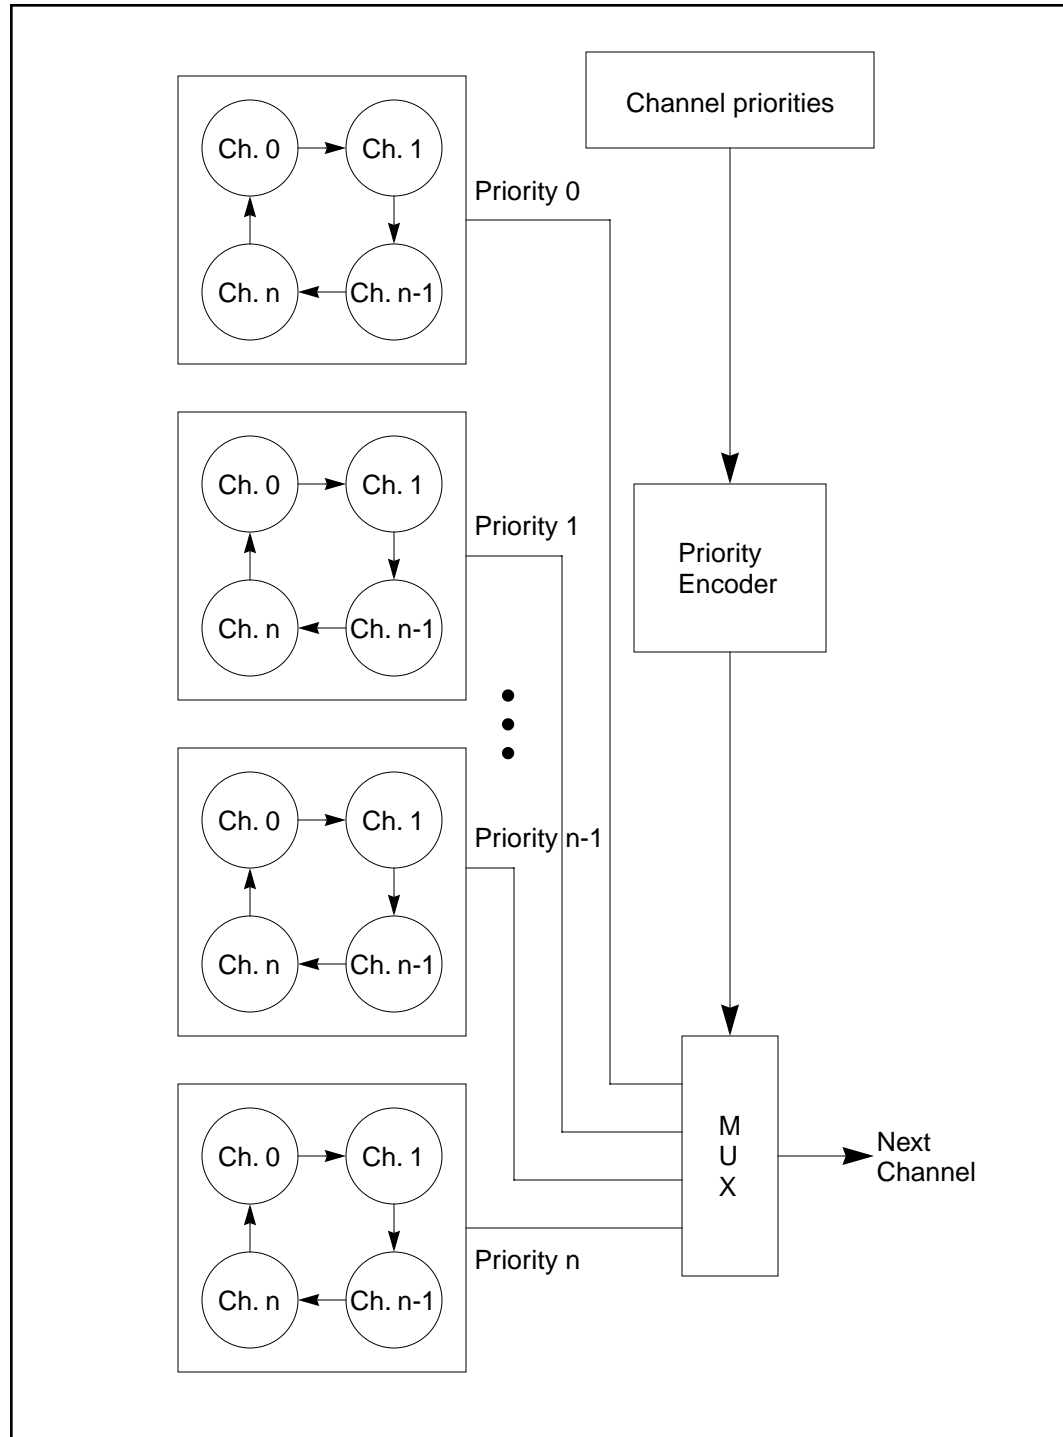 Channel priorities
Ch. 0
Ch. 1
Priority 0
Ch. n
Ch. n-1
Ch. 0
Ch. 1
Priority 1
Priority
Encoder
Ch. n
Ch. n-1
Ch. 0
Ch. 1
Priority n-1
Ch. n
Ch. n-1
Ch. 0
Ch. 1
M
U
X
Next
Channel
Priority n
Ch. n
Ch. n-1